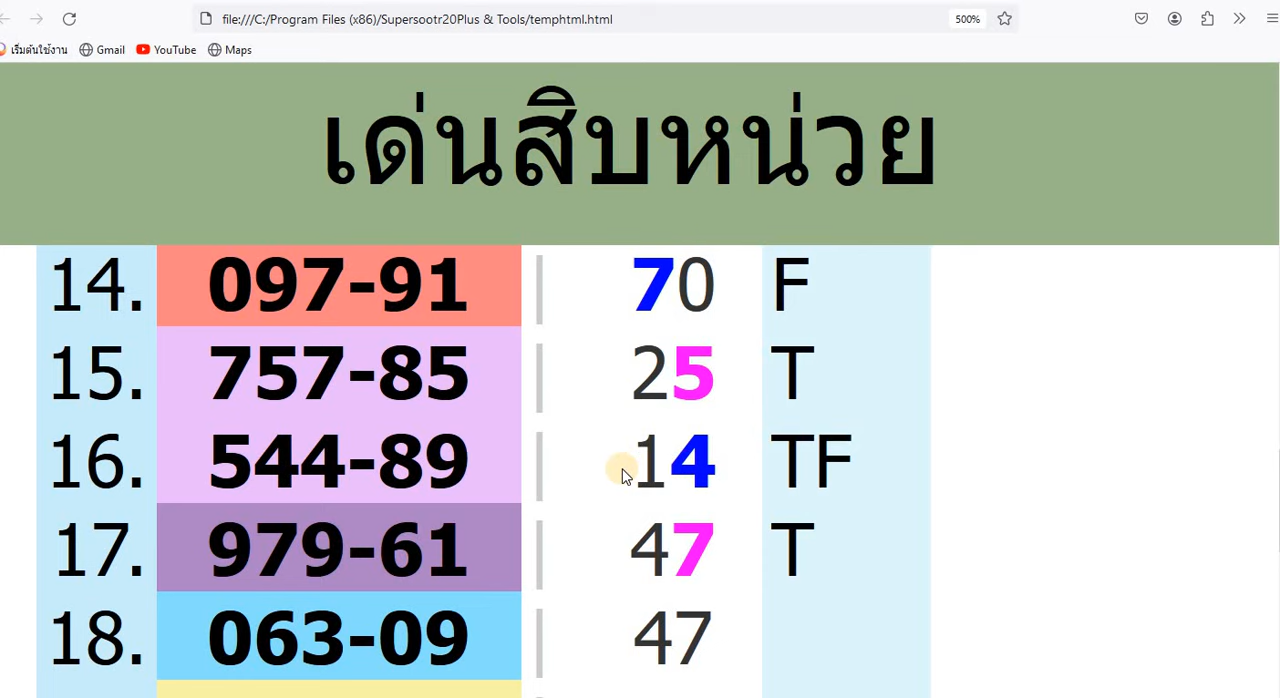 file:///C:/Program Files (x86)/Supersootr20Plus & Tools/temphtml.html 500%
เริ่มต้นใช้งาน Gmail YouTube Maps
เด่นสิบหน่วย
14. 097-91 | 70 F
15. 757-85 | 25 T
16. 544-89 | 14 TF
17. 979-61 | 47 T
18. 063-09 | 47